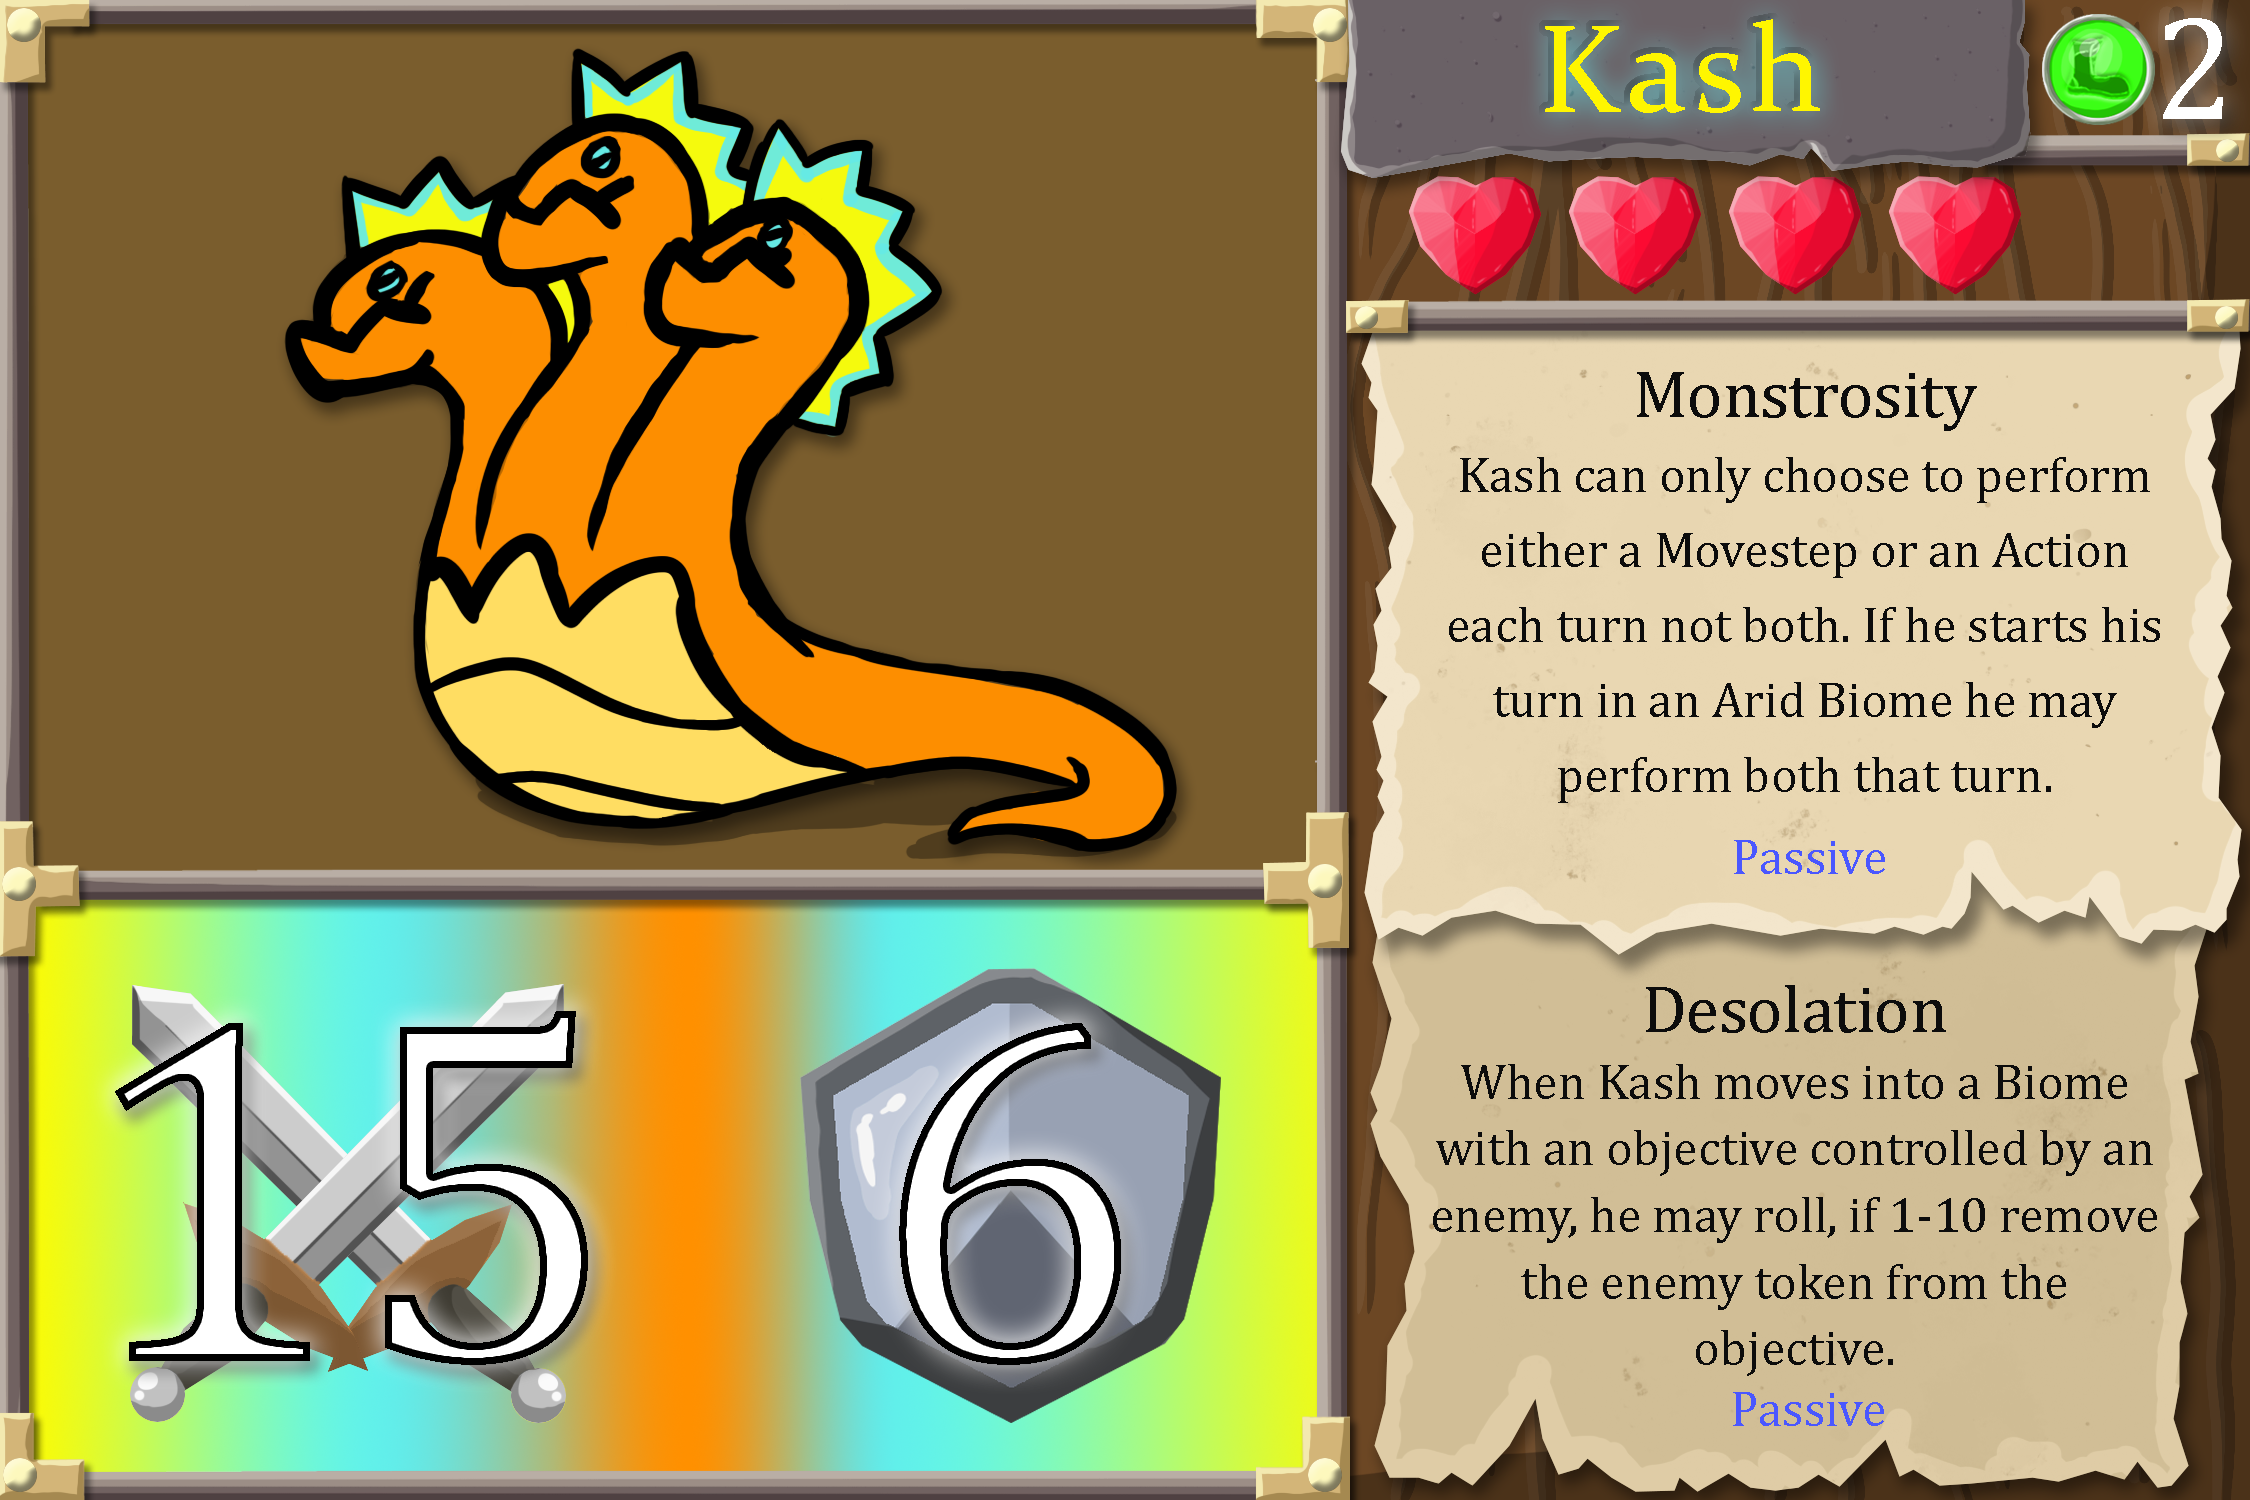 Kash
2
Monstrosity
Kash can only choose to perform
either a Movestep or an Action
each turn not both. If he starts his
turn in an Arid Biome he may
perform both that turn.
Passive
Desolation
When Kash moves into a Biome
with an objective controlled by an
enemy, he may roll, if 1-10 remove
the enemy token from the
objective.
Passive
15
6